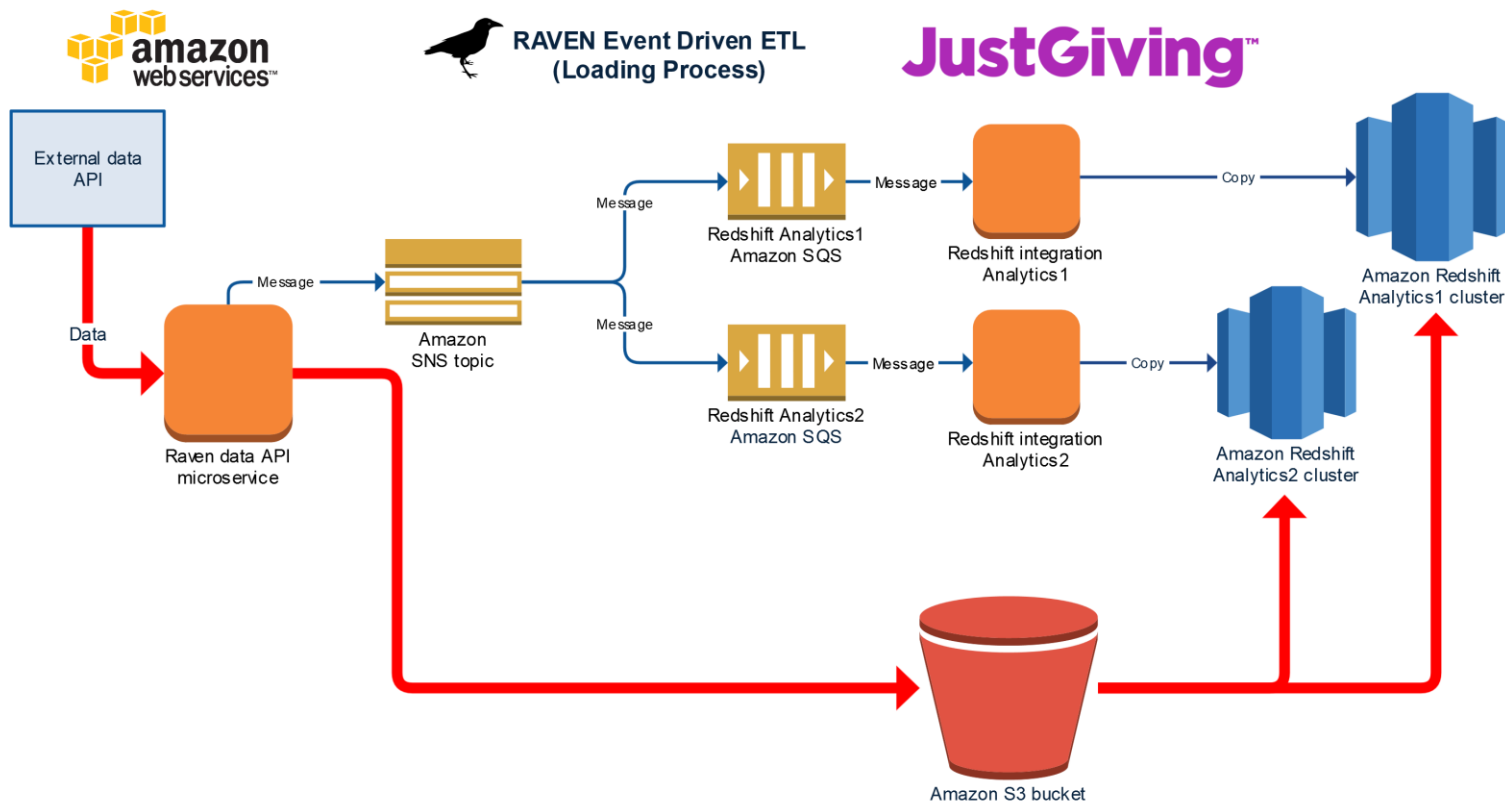 amazon
webservices™
RAVEN Event Driven ETL
(Loading Process)
JustGiving™
External data
API
Data
Raven data API
microservice
Message
Amazon
SNS topic
Message
Message
Redshift Analytics1
Amazon SQS
Message
Redshift integration
Analytics1
Copy
Amazon Redshift
Analytics1 cluster
Redshift Analytics2
Amazon SQS
Message
Redshift integration
Analytics2
Copy
Amazon Redshift
Analytics2 cluster
Amazon S3 bucket